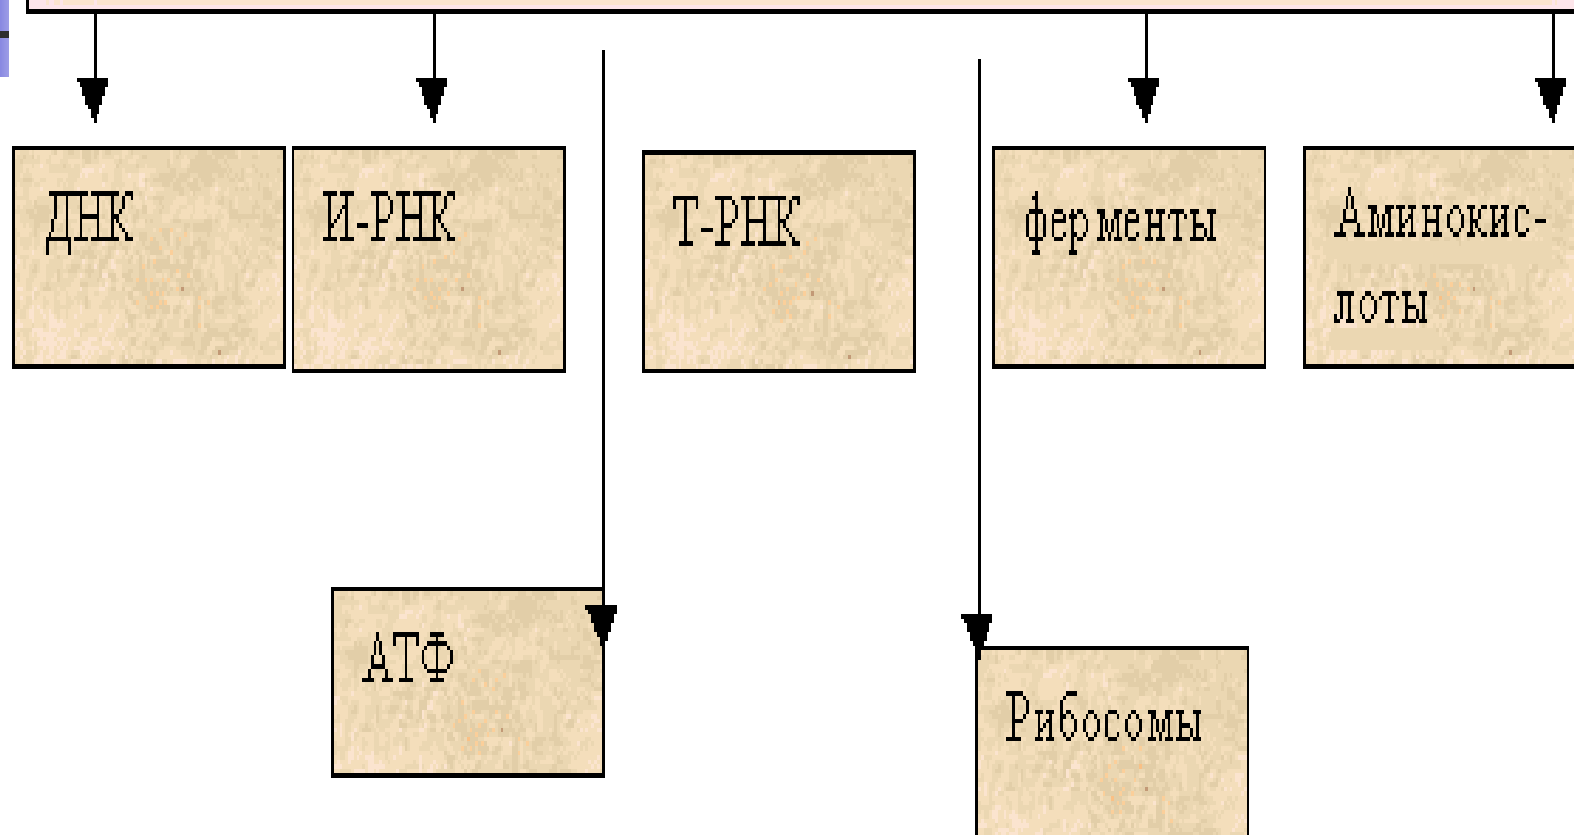 ДНК
И-РНК
Т-РНК
ферменты
Аминокис-
лоты
АТФ
Рибосомы